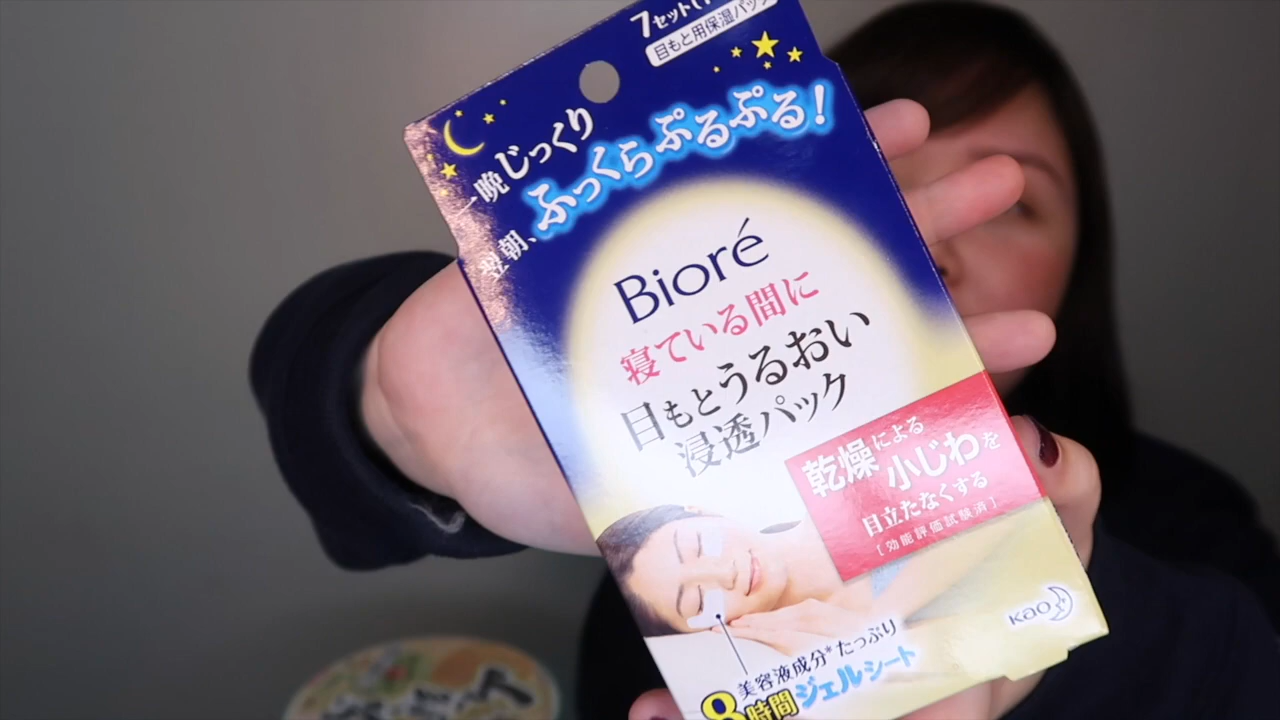 7セット
目もと用保湿パック
一晩じっくり
翌朝、ふっくらぷるぷる!
Bioré
寝ている間に
目もとうるおい
浸透パック
乾燥による
小じわを
目立たなくする
[効能評価試験済]
Kao
美容液成分*たっぷり
8時間ジェルシート